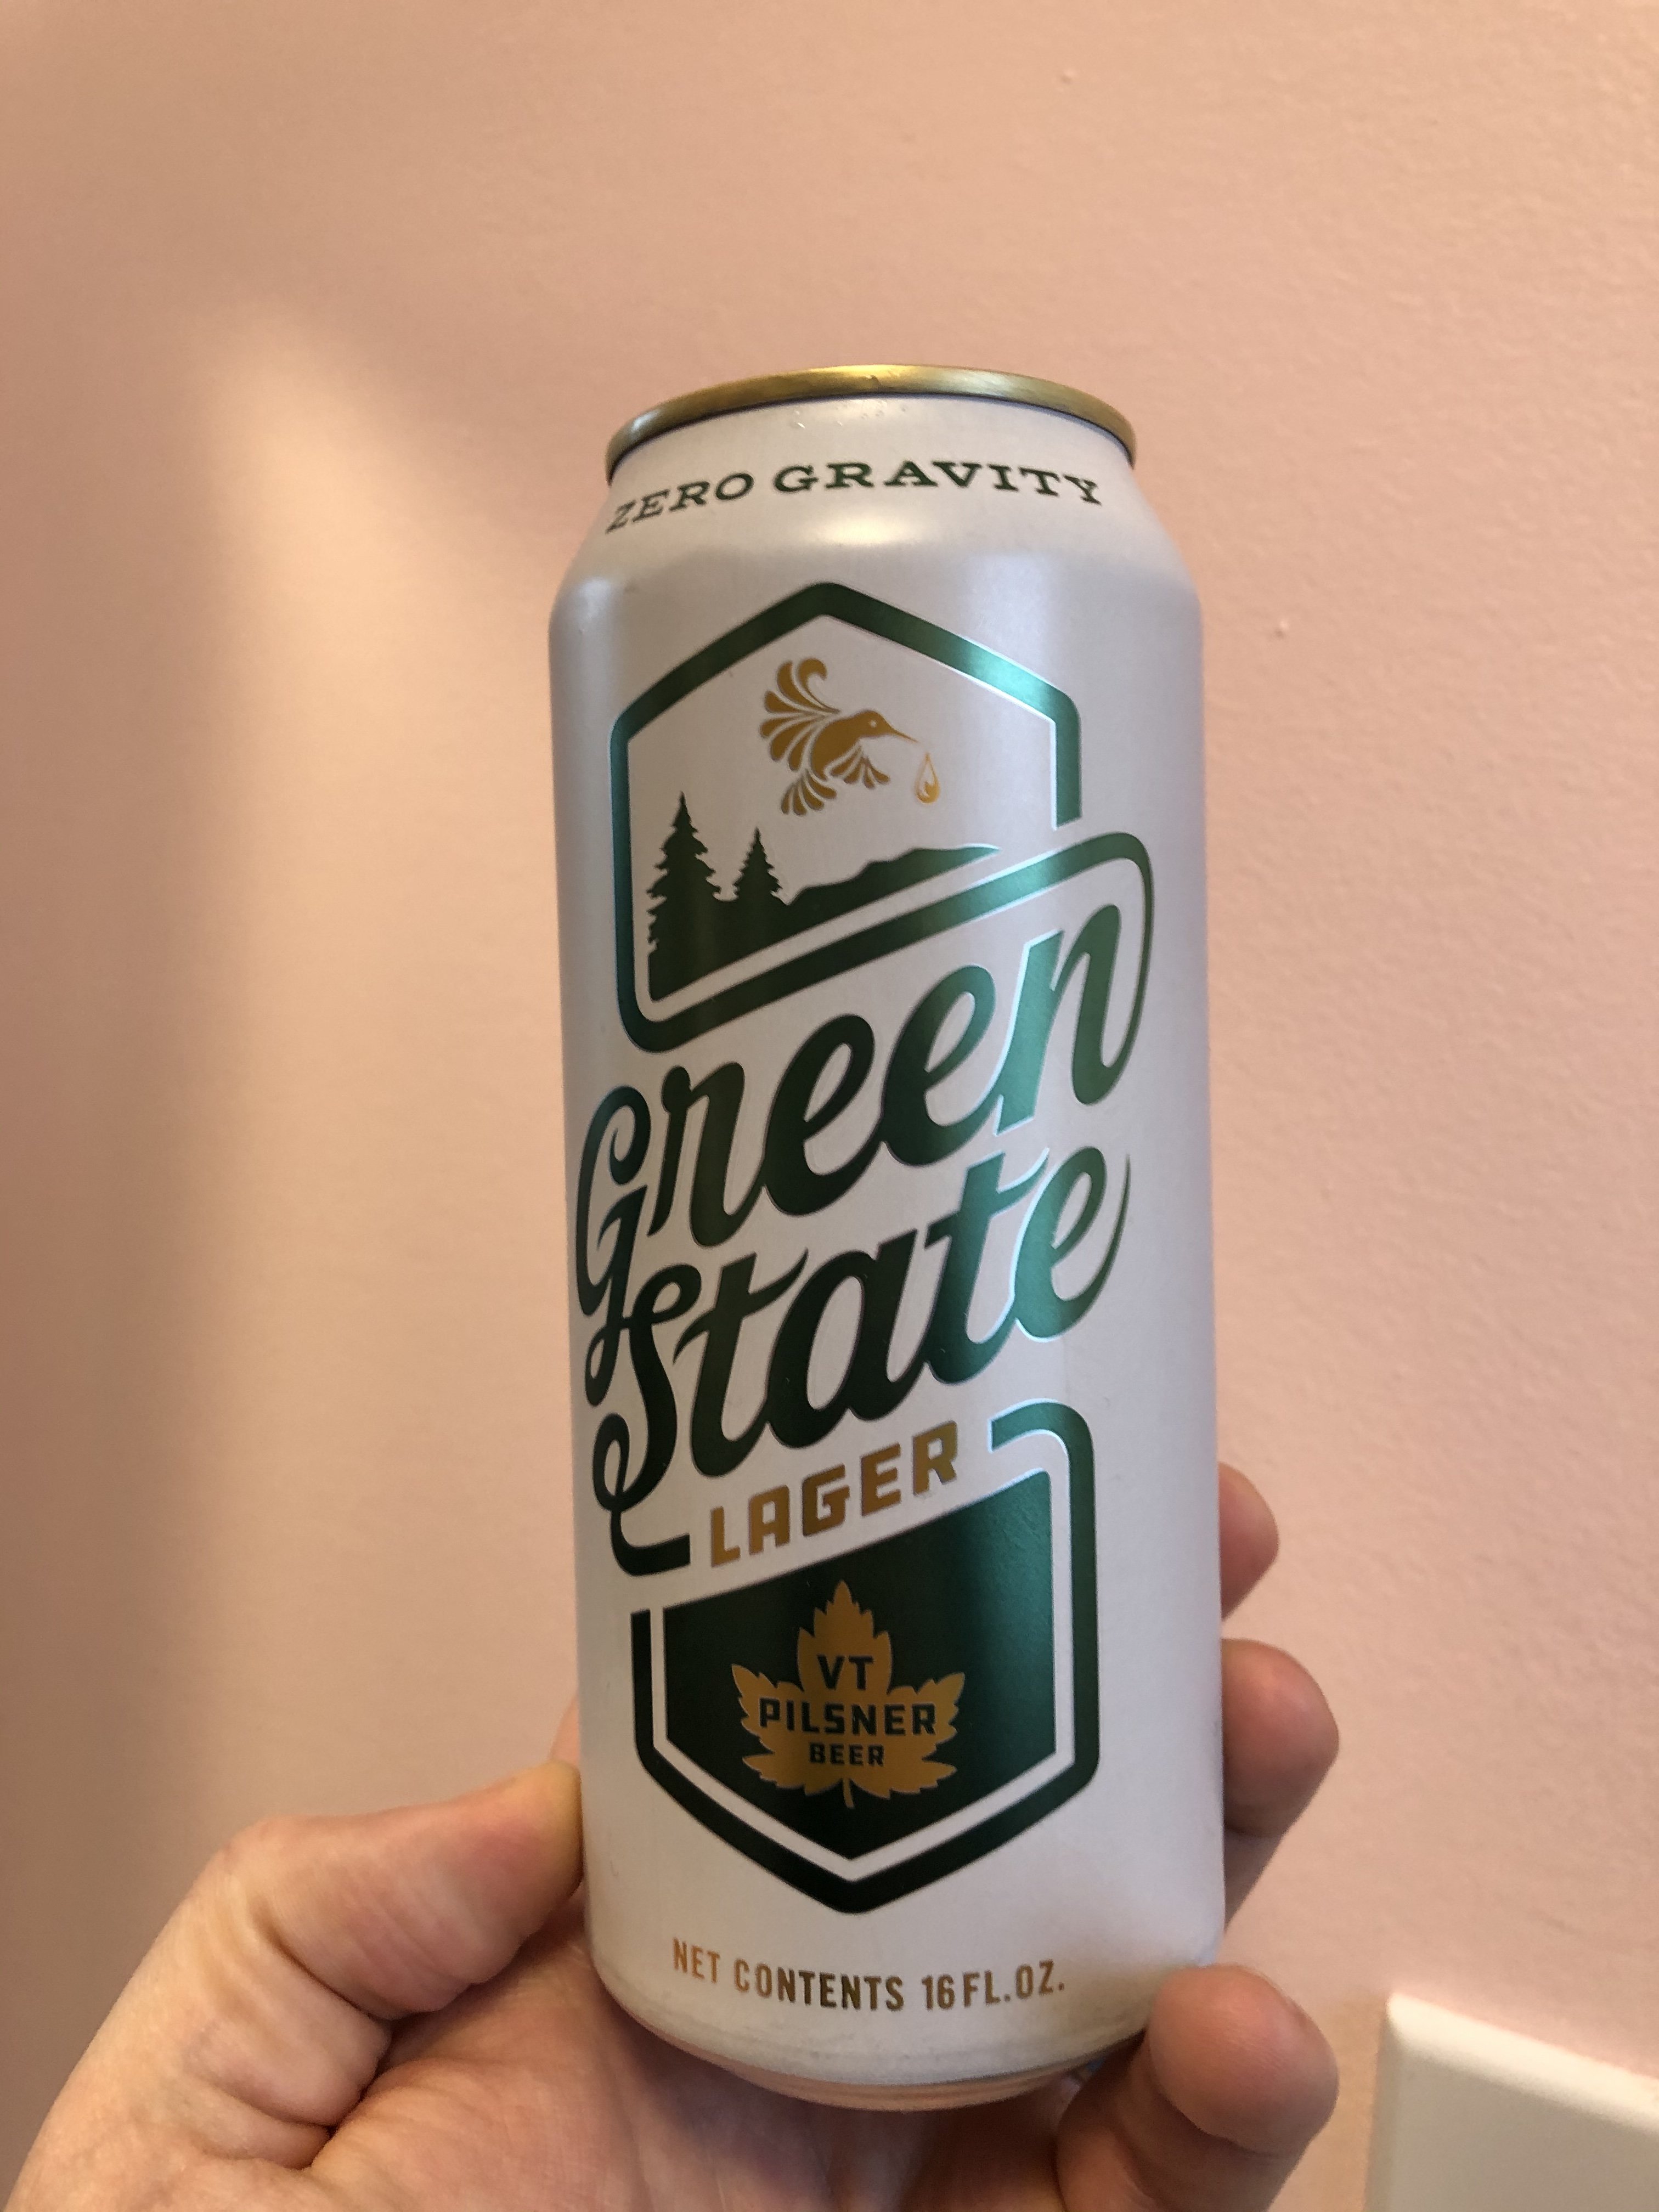 ZERO GRAVITY
Green
State
LAGER
VT
PILSNER
BEER
NET CONTENTS 16 FL. OZ.